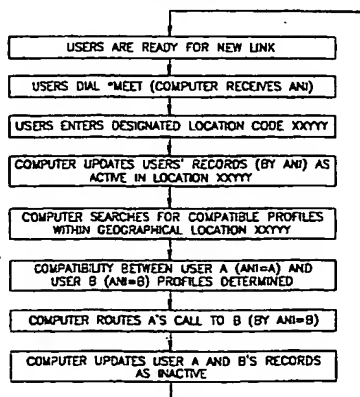 USERS ARE READY FOR NEW LINK
USERS DIAL *MEET (COMPUTER RECEIVES ANI)
USERS ENTERS DESIGNATED LOCATION CODE XXYYY
COMPUTER UPDATES USERS' RECORDS (BY ANI) AS
ACTIVE IN LOCATION XXYYY
COMPUTER SEARCHES FOR COMPATIBLE PROFILES
WITHIN GEOGRAPHICAL LOCATION XXYYY
COMPATIBILITY BETWEEN USER A (ANI=A) AND
USER B (ANI=B) PROFILES DETERMINED
COMPUTER ROUTES A'S CALL TO B (BY ANI=B)
COMPUTER UPDATES USER A AND B'S RECORDS
AS INACTIVE